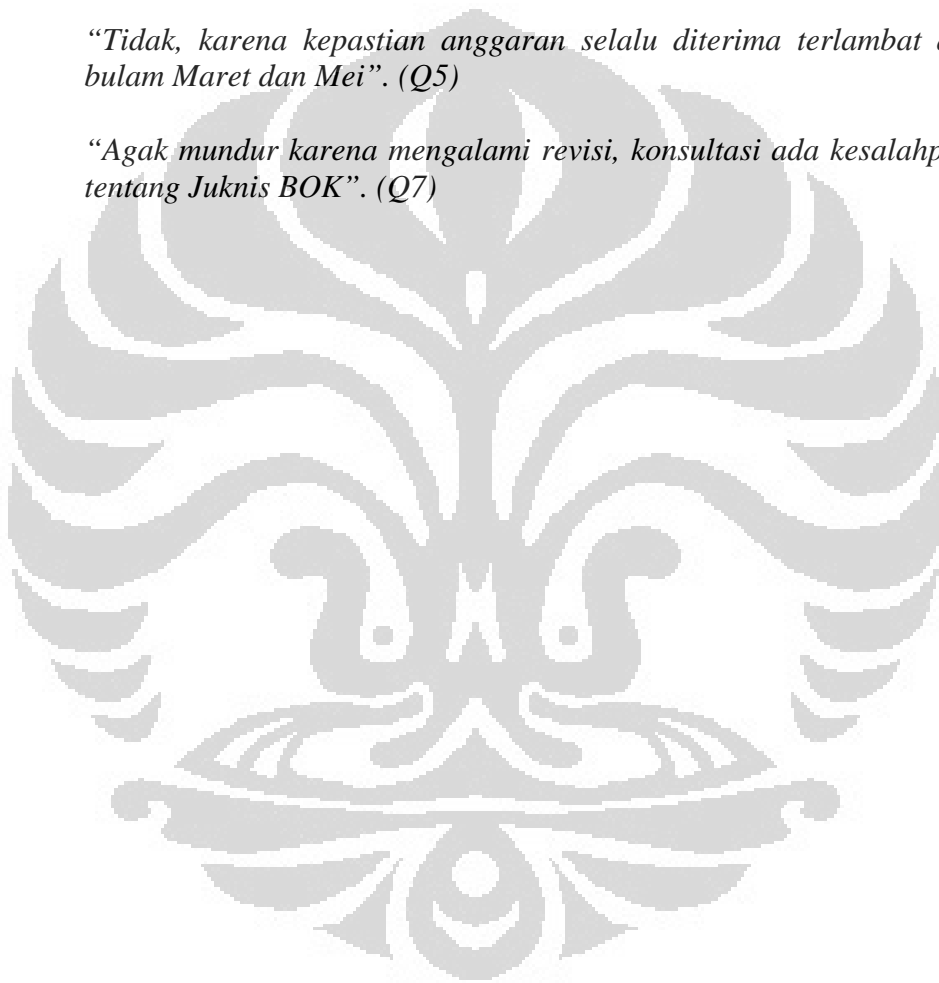 “Tidak, karena kepastian anggaran selalu diterima terlambat
bulam Maret dan Mei”. (Q5)
“Agak mundur karena mengalami revisi, konsultasi ada kesalahp
tentang Juknis BOK”. (Q7)